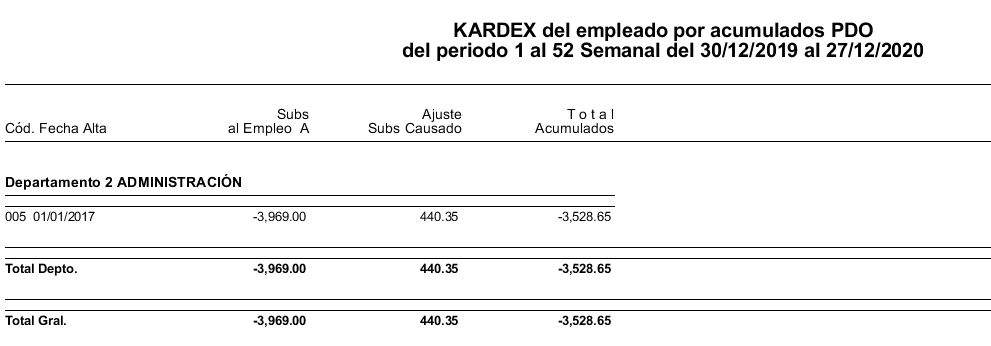 KARDEX del empleado por acumulados PDO
del periodo 1 al 52 Semanal del 30/12/2019 al 27/12/2020
Subs Ajuste T o t a l
Cód. Fecha Alta al Empleo A Subs Causado Acumulados
Departamento 2 ADMINISTRACIÓN
005 01/01/2017 -3,969.00 440.35 -3,528.65
Total Depto. -3,969.00 440.35 -3,528.65
Total Gral. -3,969.00 440.35 -3,528.65